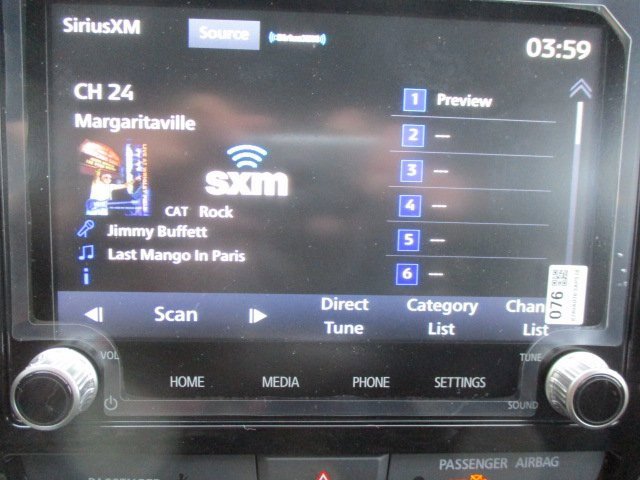 SiriusXM Source 03:59
CH 24
Margaritaville
sxm
CAT Rock
Jimmy Buffett
Last Mango In Paris
1 Preview
2 ---
3 ---
4 ---
5 ---
6 ---
Scan
Direct Tune
Category List
List
076
VOL
TUNE
HOME MEDIA PHONE SETTINGS
SOUND
PASSENGER AIRBAG